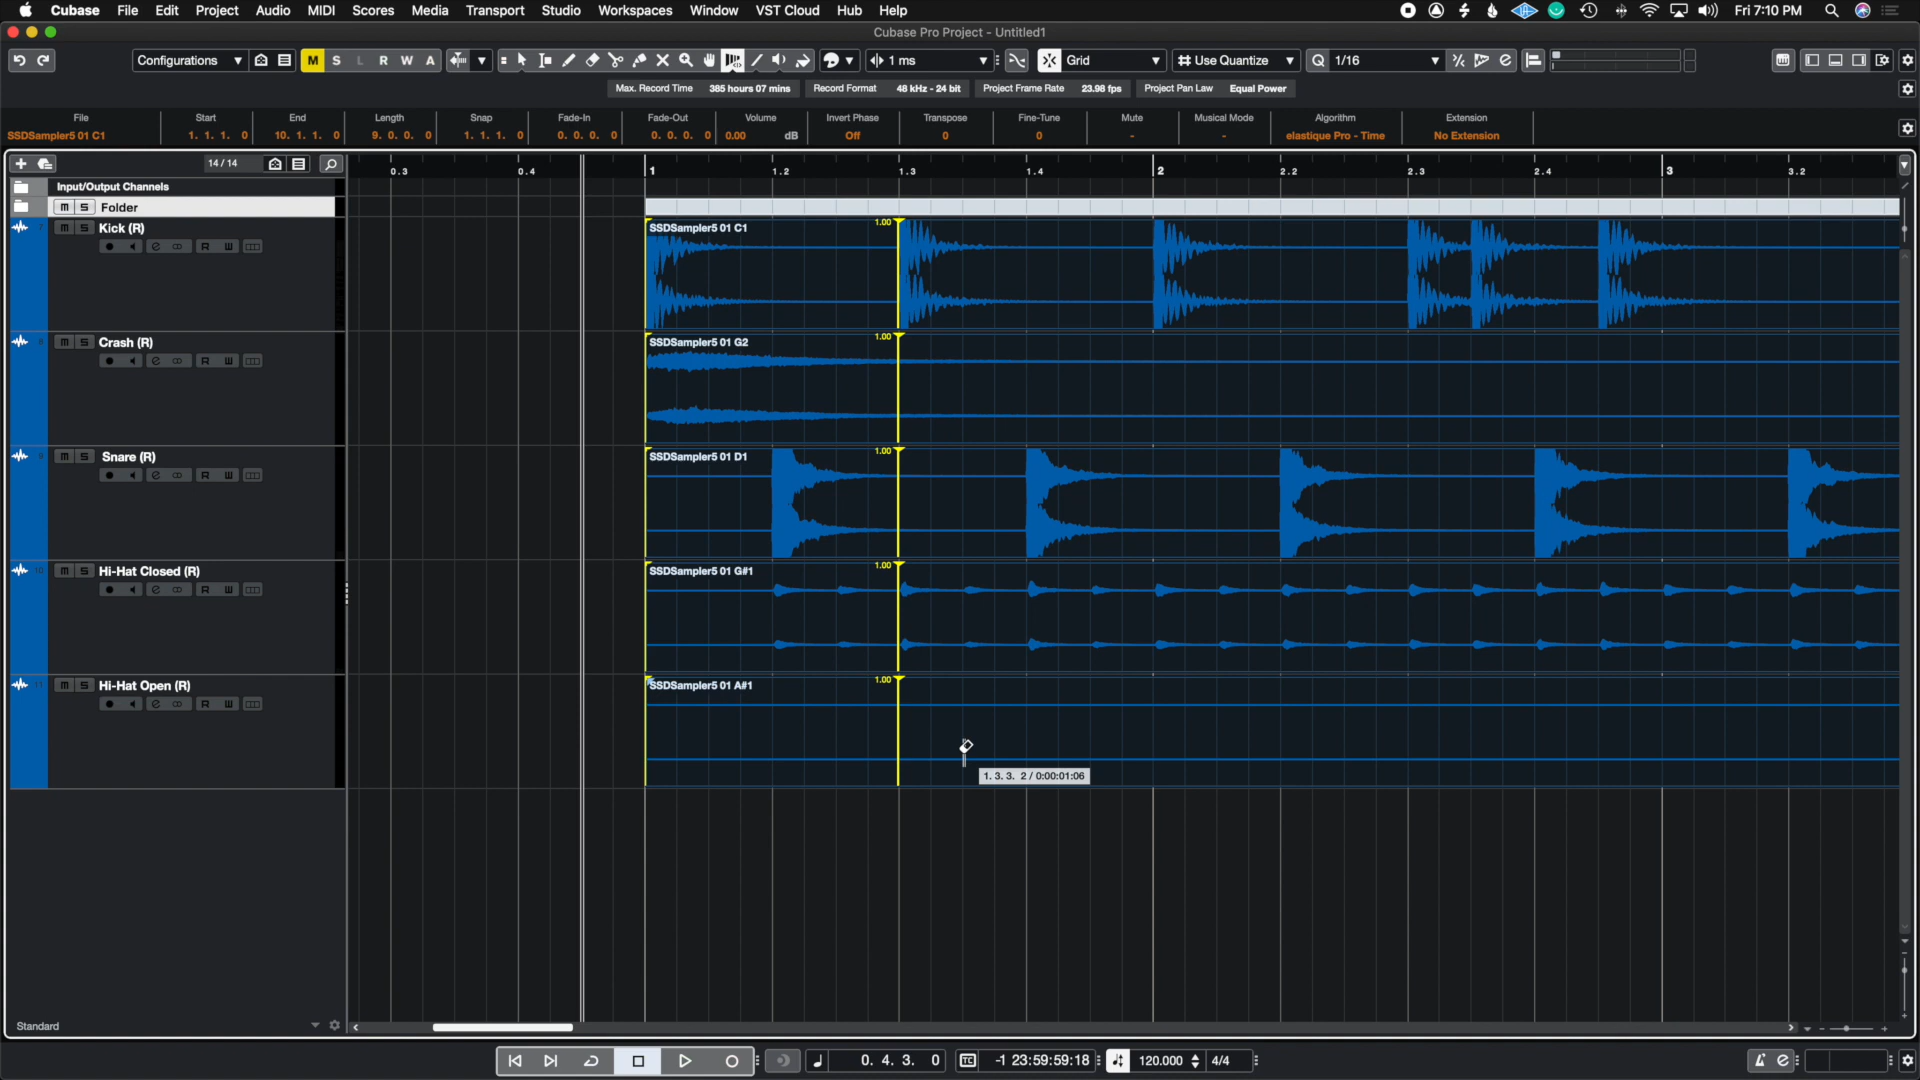 Cubase File Edit Project Audio MIDI Scores Media Transport Studio Workspaces Window VST Cloud Hub Help Fri 7:10 PM
Cubase Pro Project - Untitled1
Configurations M S L R W A 1 ms Grid Use Quantize Q 1/16
Max. Record Time 385 hours 07 mins Record Format 48 kHz - 24 bit Project Frame Rate 23.98 fps Project Pan Law Equal Power
File Start End Length Snap Fade-In Fade-Out Volume Invert Phase Transpose Fine-Tune Mute Musical Mode Algorithm Extension
SSDSampler5 01 C1 1. 1. 1. 0 10. 1. 1. 0 9. 0. 0. 0 1. 1. 1. 0 0. 0. 0. 0 0. 0. 0. 0 0.00 dB Off 0 0 - - elastique Pro - Time No Extension
14 / 14 0.3 0.4 1 1.2 1.3 1.4 2 2.2 2.3 2.4 3 3.2
Input/Output Channels
m S Folder
7 m S Kick (R) SSDSampler5 01 C1 1.00
R
8 m S Crash (R) SSDSampler5 01 G2 1.00
R
9 m S Snare (R) SSDSampler5 01 D1 1.00
R
10 m S Hi-Hat Closed (R) SSDSampler5 01 G#1 1.00
R
11 m S Hi-Hat Open (R) SSDSampler5 01 A#1 1.00
R
1. 3. 3. 2 / 0:00:01:06
Standard
0. 4. 3. 0 TC -1 23:59:59:18 120.000 4/4